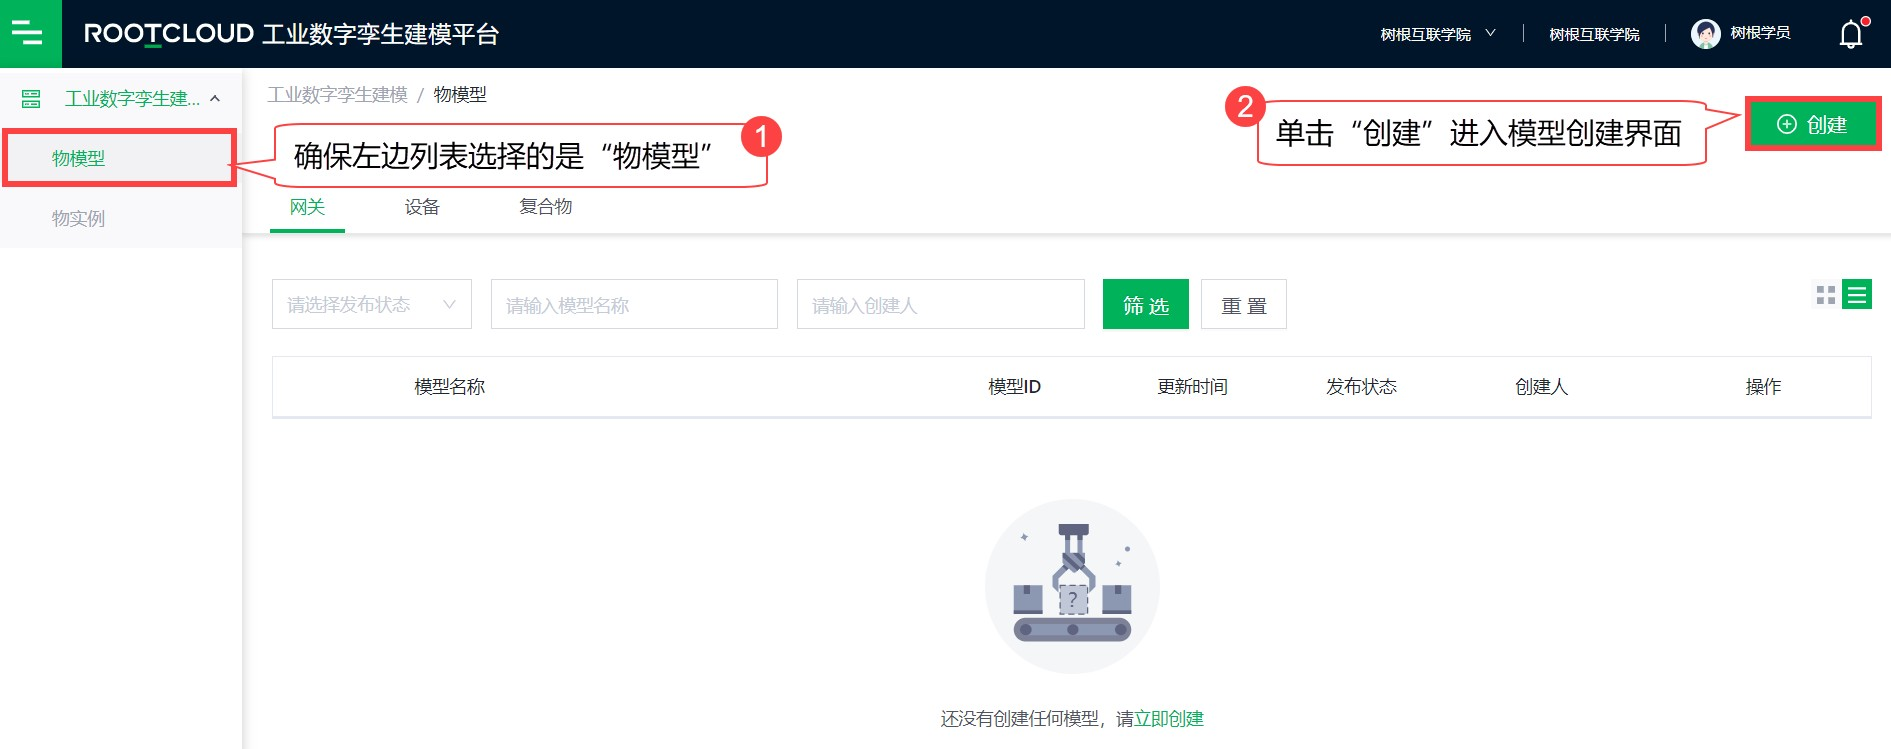 ROOTCLOUD 工业数字孪生建模平台
树根互联学院
树根互联学院
树根学员
工业数字孪生建...
物模型
物实例
工业数字孪生建模 / 物模型
1
确保左边列表选择的是“物模型”
2
单击“创建”进入模型创建界面
创建
网关
设备
复合物
请选择发布状态
请输入模型名称
请输入创建人
筛 选
重 置
模型名称
模型ID
更新时间
发布状态
创建人
操作
?
还没有创建任何模型，请立即创建